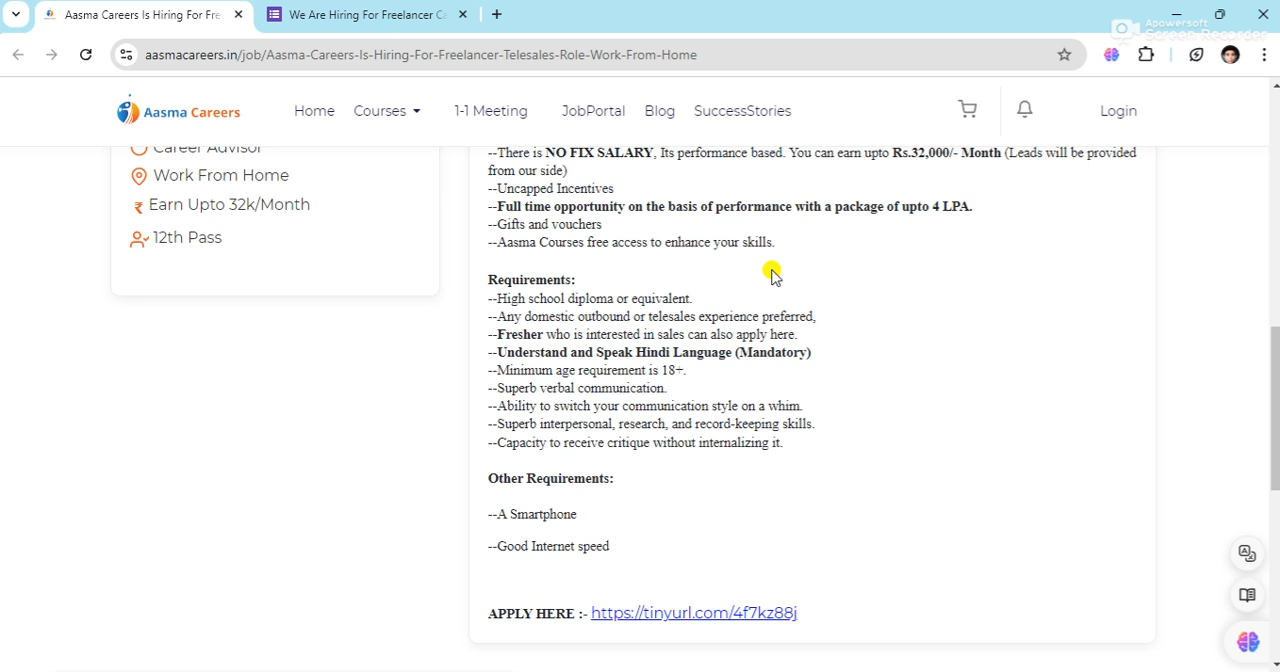 Aasma Careers Is Hiring For Fre
We Are Hiring For Freelancer Ca
Apowersoft
Screen Recorder
aasmacareers.in/job/Aasma-Careers-Is-Hiring-For-Freelancer-Telesales-Role-Work-From-Home
Aasma Careers
Home
Courses
1-1 Meeting
JobPortal
Blog
SuccessStories
Login
Career Advisor
Work From Home
₹ Earn Upto 32k/Month
12th Pass
--There is NO FIX SALARY, Its performance based. You can earn upto Rs.32,000/- Month (Leads will be provided
from our side)
--Uncapped Incentives
--Full time opportunity on the basis of performance with a package of upto 4 LPA.
--Gifts and vouchers
--Aasma Courses free access to enhance your skills.
Requirements:
--High school diploma or equivalent.
--Any domestic outbound or telesales experience preferred,
--Fresher who is interested in sales can also apply here.
--Understand and Speak Hindi Language (Mandatory)
--Minimum age requirement is 18+.
--Superb verbal communication.
--Ability to switch your communication style on a whim.
--Superb interpersonal, research, and record-keeping skills.
--Capacity to receive critique without internalizing it.
Other Requirements:
--A Smartphone
--Good Internet speed
APPLY HERE :- https://tinyurl.com/4f7kz88j